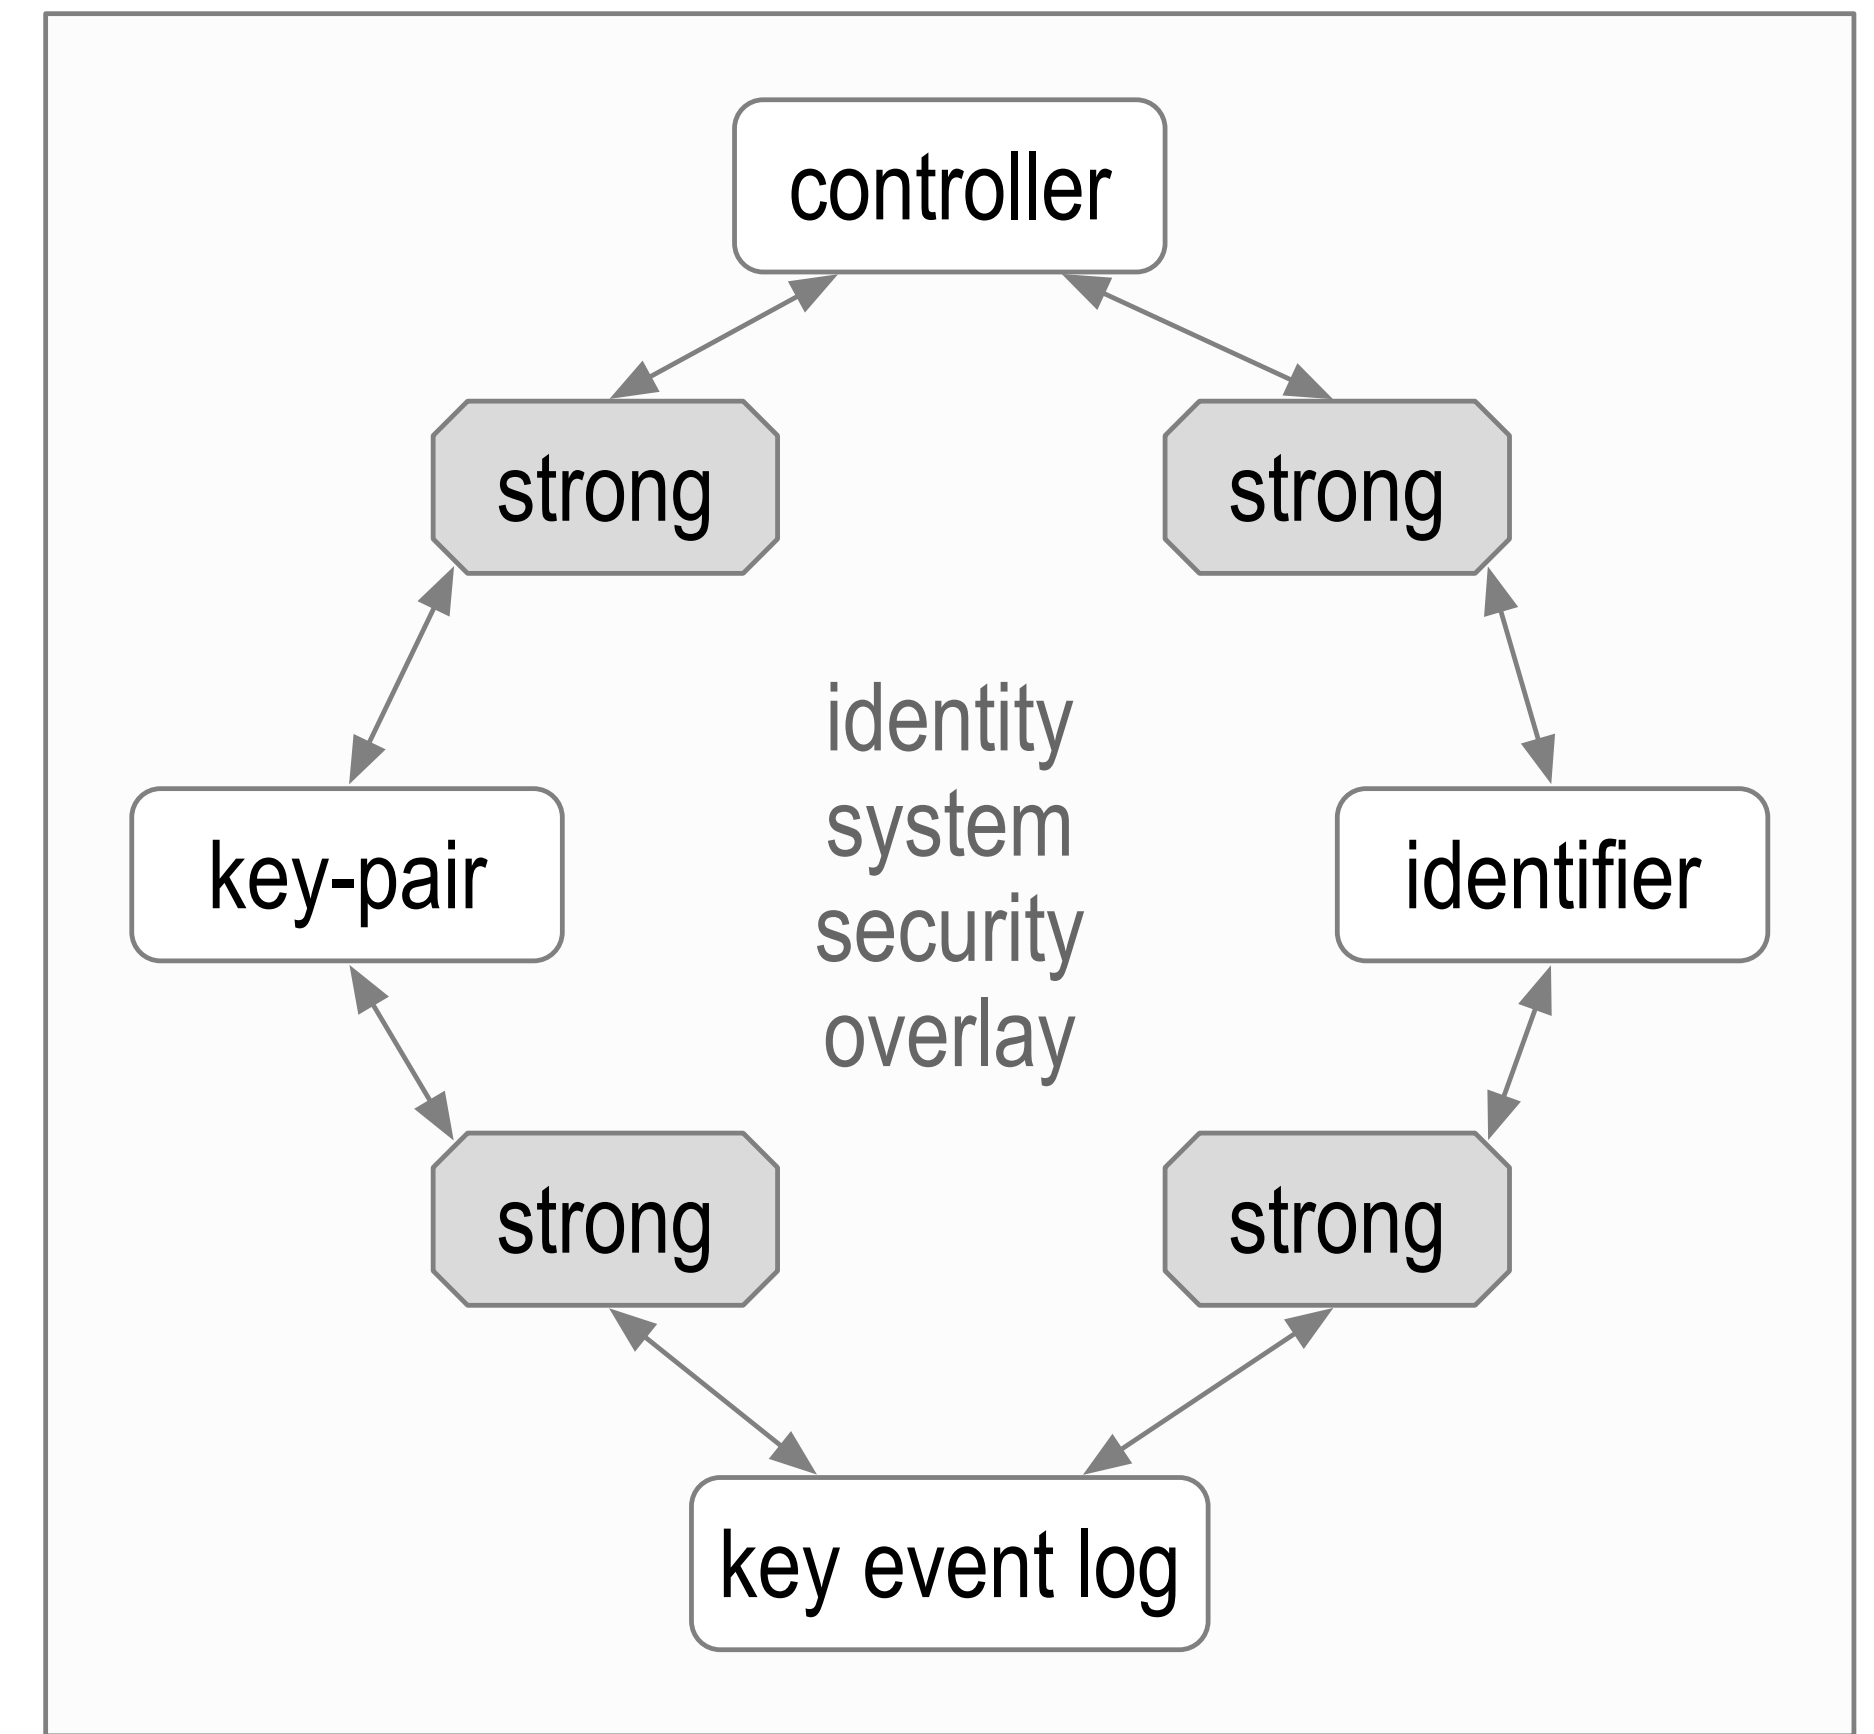 controller
strong
strong
identity
system
security
overlay
key-pair
identifier
strong
strong
key event log